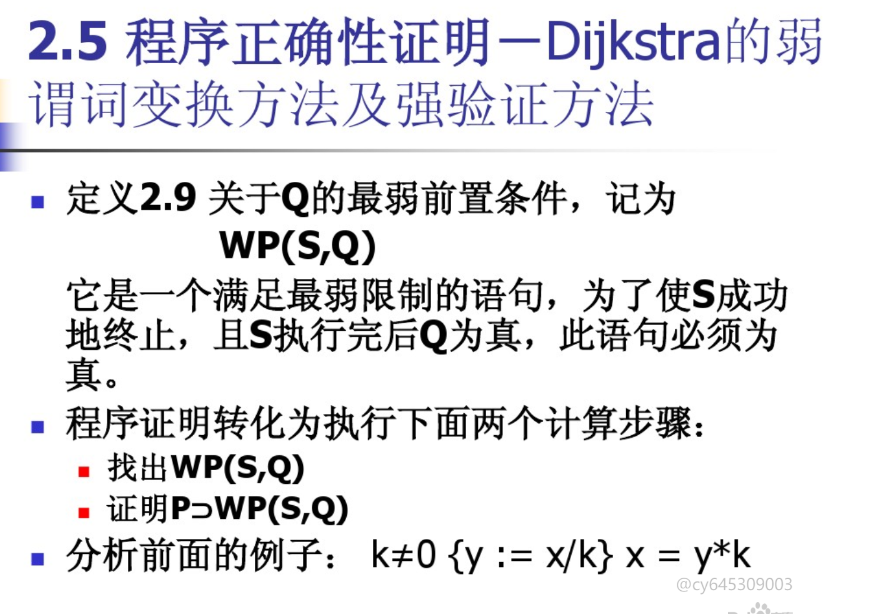 2.5 程序正确性证明—Dijkstra的弱
谓词变换方法及强验证方法
定义2.9 关于Q的最弱前置条件，记为
WP(S,Q)
它是一个满足最弱限制的语句，为了使S成功
地终止，且S执行完后Q为真，此语句必须为
真。
程序证明转化为执行下面两个计算步骤：
找出WP(S,Q)
证明P⊃WP(S,Q)
分析前面的例子： k≠0 {y := x/k} x = y*k
@cy645309003